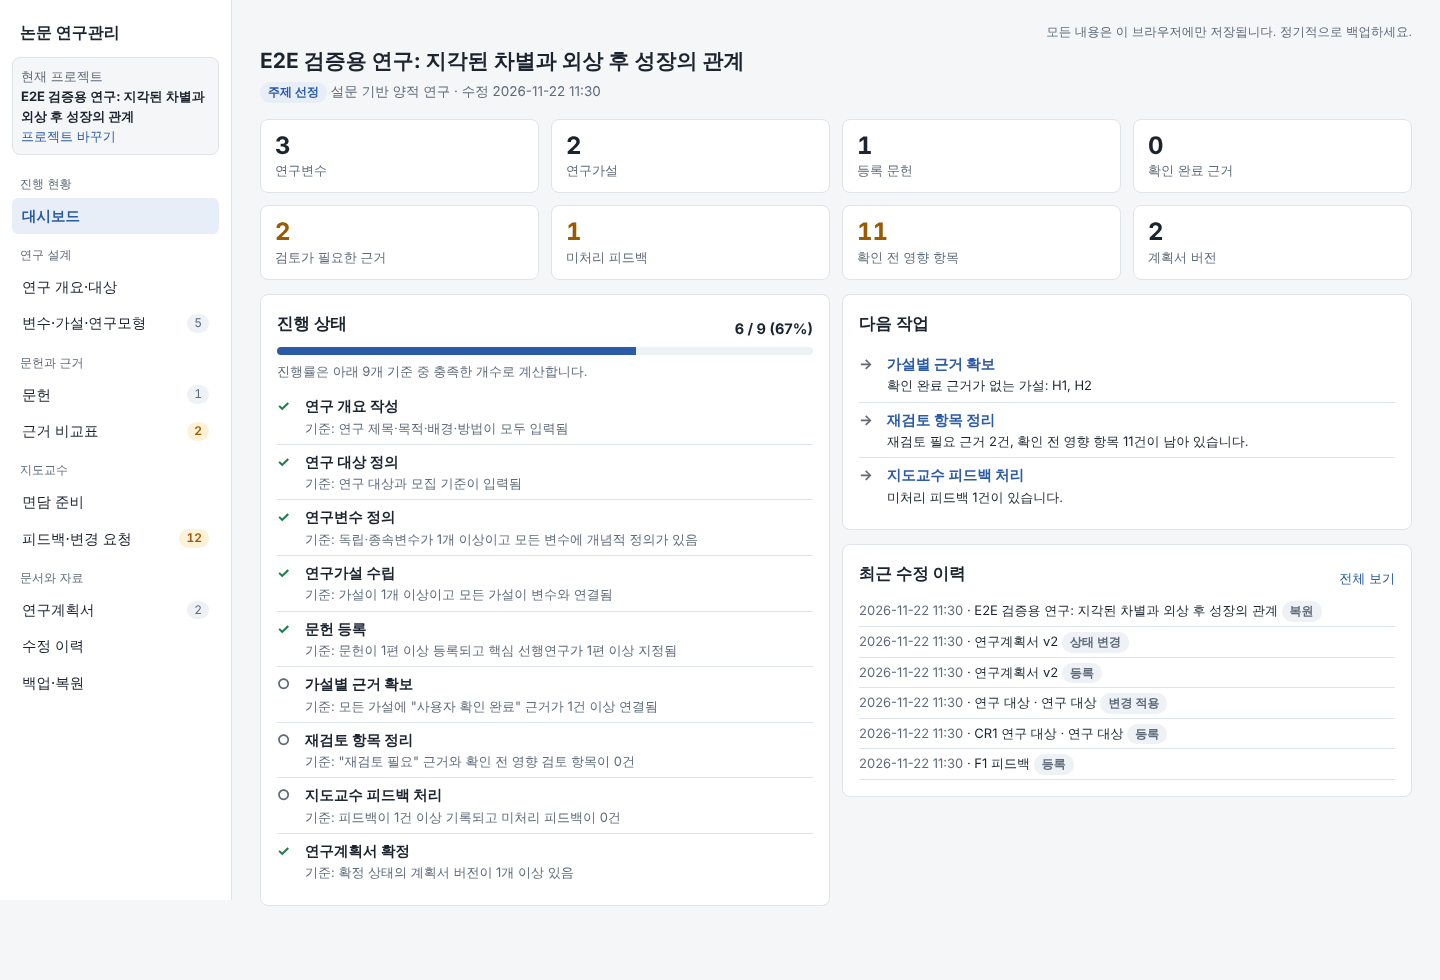 논문 연구관리
현재 프로젝트
E2E 검증용 연구: 지각된 차별과
외상 후 성장의 관계
프로젝트 바꾸기
진행 현황
대시보드
연구 설계
연구 개요·대상
변수·가설·연구모형 5
문헌과 근거
문헌 1
근거 비교표 2
지도교수
면담 준비
피드백·변경 요청 12
문서와 자료
연구계획서 2
수정 이력
백업·복원
모든 내용은 이 브라우저에만 저장됩니다. 정기적으로 백업하세요.
E2E 검증용 연구: 지각된 차별과 외상 후 성장의 관계
주제 선정 설문 기반 양적 연구 · 수정 2026-11-22 11:30
3
연구변수
2
연구가설
1
등록 문헌
0
확인 완료 근거
2
검토가 필요한 근거
1
미처리 피드백
11
확인 전 영향 항목
2
계획서 버전
진행 상태 6 / 9 (67%)
진행률은 아래 9개 기준 중 충족한 개수로 계산합니다.
✓ 연구 개요 작성
기준: 연구 제목·목적·배경·방법이 모두 입력됨
✓ 연구 대상 정의
기준: 연구 대상과 모집 기준이 입력됨
✓ 연구변수 정의
기준: 독립·종속변수가 1개 이상이고 모든 변수에 개념적 정의가 있음
✓ 연구가설 수립
기준: 가설이 1개 이상이고 모든 가설이 변수와 연결됨
✓ 문헌 등록
기준: 문헌이 1편 이상 등록되고 핵심 선행연구가 1편 이상 지정됨
○ 가설별 근거 확보
기준: 모든 가설에 "사용자 확인 완료" 근거가 1건 이상 연결됨
○ 재검토 항목 정리
기준: "재검토 필요" 근거와 확인 전 영향 검토 항목이 0건
○ 지도교수 피드백 처리
기준: 피드백이 1건 이상 기록되고 미처리 피드백이 0건
✓ 연구계획서 확정
기준: 확정 상태의 계획서 버전이 1개 이상 있음
다음 작업
→ 가설별 근거 확보
확인 완료 근거가 없는 가설: H1, H2
→ 재검토 항목 정리
재검토 필요 근거 2건, 확인 전 영향 항목 11건이 남아 있습니다.
→ 지도교수 피드백 처리
미처리 피드백 1건이 있습니다.
최근 수정 이력 전체 보기
2026-11-22 11:30 · E2E 검증용 연구: 지각된 차별과 외상 후 성장의 관계 복원
2026-11-22 11:30 · 연구계획서 v2 상태 변경
2026-11-22 11:30 · 연구계획서 v2 등록
2026-11-22 11:30 · 연구 대상 · 연구 대상 변경 적용
2026-11-22 11:30 · CR1 연구 대상 · 연구 대상 등록
2026-11-22 11:30 · F1 피드백 등록